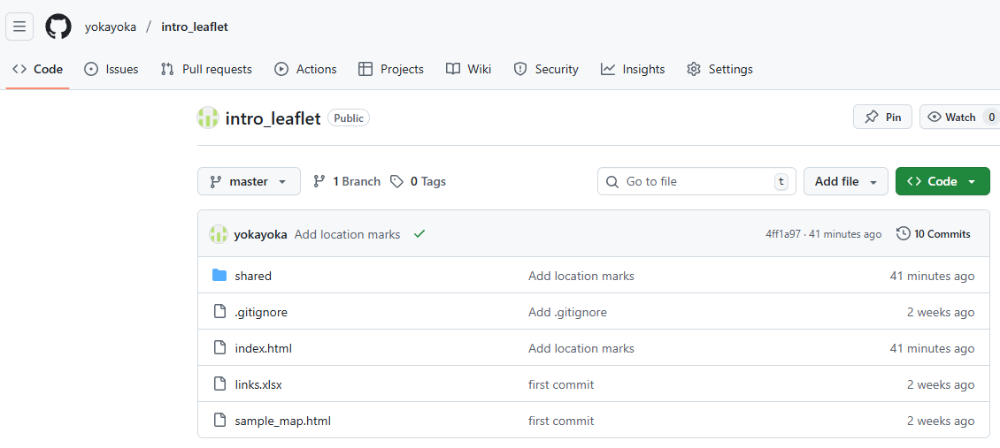 yokayoka / intro_leaflet
Code Issues Pull requests Actions Projects Wiki Security Insights Settings
intro_leaflet Public Pin Watch 0
master 1 Branch 0 Tags Go to file t Add file Code
yokayoka Add location marks 4ff1a97 · 41 minutes ago 10 Commits
shared Add location marks 41 minutes ago
.gitignore Add .gitignore 2 weeks ago
index.html Add location marks 41 minutes ago
links.xlsx first commit 2 weeks ago
sample_map.html first commit 2 weeks ago